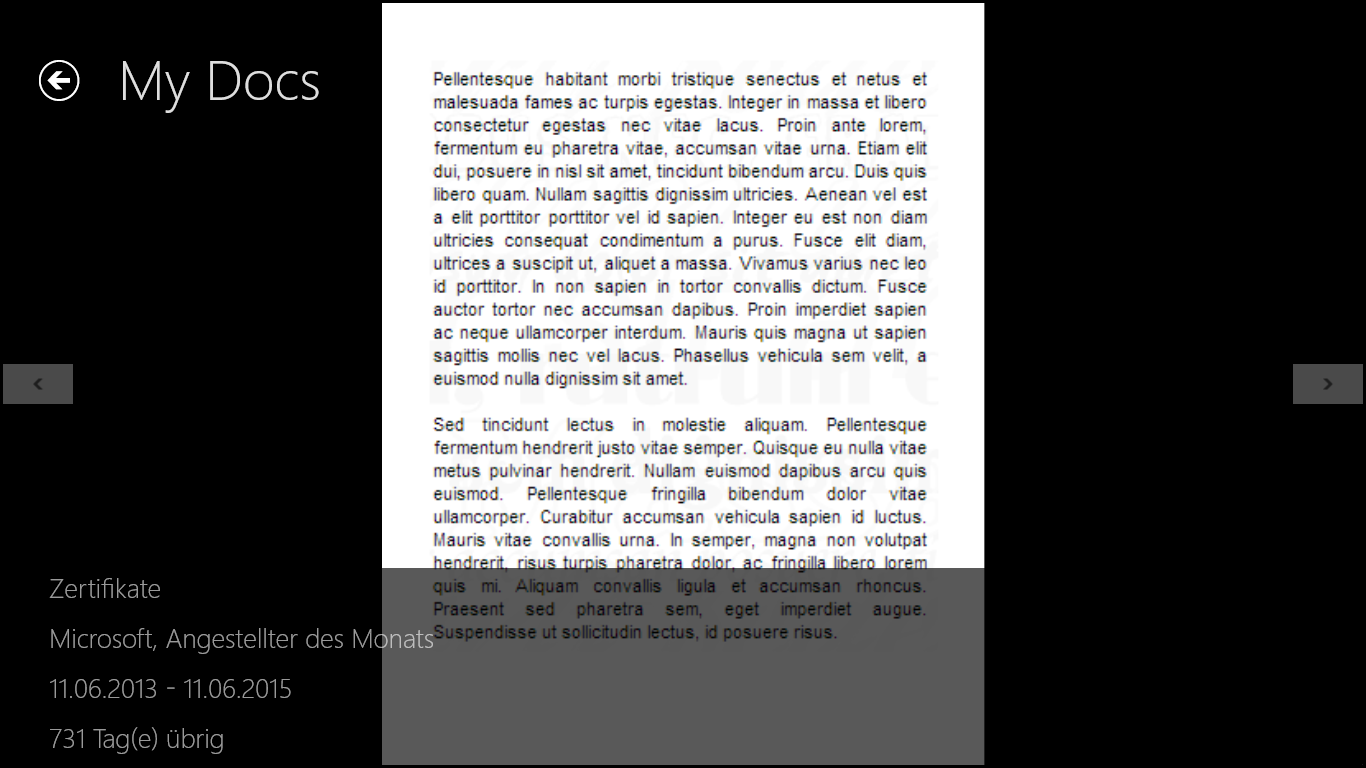 My Docs
Pellentesque habitant morbi tristique senectus et netus et
malesuada fames ac turpis egestas. Integer in massa et libero
consectetur egestas nec vitae lacus. Proin ante lorem,
fermentum eu pharetra vitae, accumsan vitae urna. Etiam elit
dui, posuere in nisl sit amet, tincidunt bibendum arcu. Duis quis
libero quam. Nullam sagittis dignissim ultricies. Aenean vel est
a elit porttitor porttitor vel id sapien. Integer eu est non diam
ultricies consequat condimentum a purus. Fusce elit diam,
ultrices a suscipit ut, aliquet a massa. Vivamus varius nec leo
id porttitor. In non sapien in tortor convallis dictum. Fusce
auctor tortor nec accumsan dapibus. Proin imperdiet sapien
ac neque ullamcorper interdum. Mauris quis magna ut sapien
sagittis mollis nec vel lacus. Phasellus vehicula sem velit, a
euismod nulla dignissim sit amet.
Sed tincidunt lectus in molestie aliquam. Pellentesque
fermentum hendrerit justo vitae semper. Quisque eu nulla vitae
metus pulvinar hendrerit. Nullam euismod dapibus arcu quis
euismod. Pellentesque fringilla bibendum dolor vitae
ullamcorper. Curabitur accumsan vehicula sapien id luctus.
Mauris vitae convallis urna. In semper, magna non volutpat
hendrerit, risus turpis pharetra dolor, ac fringilla libero lorem
quis mi. Aliquam convallis ligula et accumsan rhoncus.
Praesent sed pharetra sem, eget imperdiet augue.
Suspendisse ut sollicitudin lectus, id posuere risus.
Zertifikate
Microsoft, Angestellter des Monats
11.06.2013 - 11.06.2015
731 Tag(e) übrig